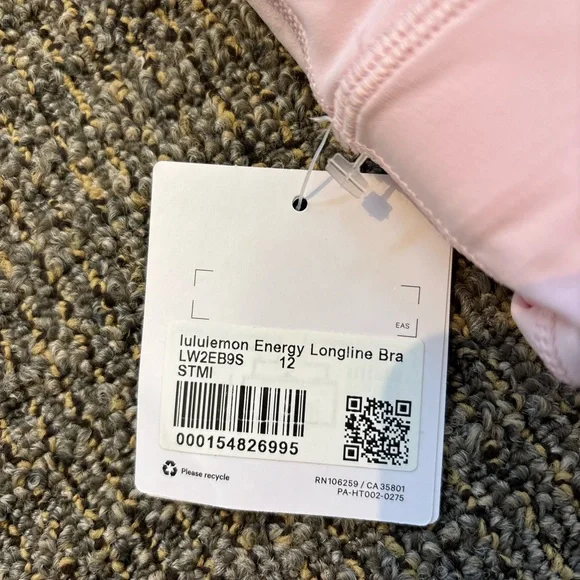 EAS
lululemon Energy Longline Bra
LW2EB9S 12
STMI
000154826995
Please recycle
RN106259 / CA35801
PA-HT002-0275